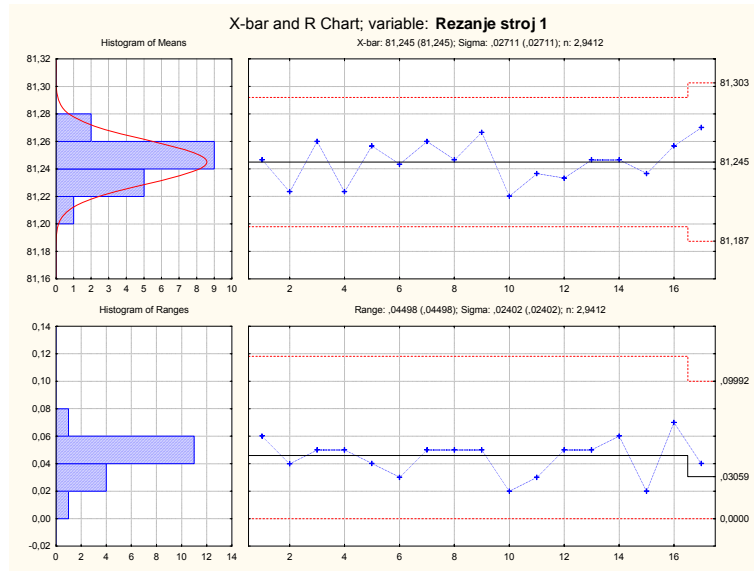 X-bar and R Chart; variable: Rezanje stroj 1
Histogram of Means
X-bar: 81,245 (81,245); Sigma: ,02711 (,02711); n: 2,9412
81,32
81,30
81,28
81,26
81,24
81,22
81,20
81,18
81,16
0 1 2 3 4 5 6 7 8 9 10
2 4 6 8 10 12 14 16
81,303
81,245
81,187
Histogram of Ranges
Range: ,04498 (,04498); Sigma: ,02402 (,02402); n: 2,9412
0,14
0,12
0,10
0,08
0,06
0,04
0,02
0,00
-0,02
0 2 4 6 8 10 12 14
2 4 6 8 10 12 14 16
,09992
,03059
0,0000